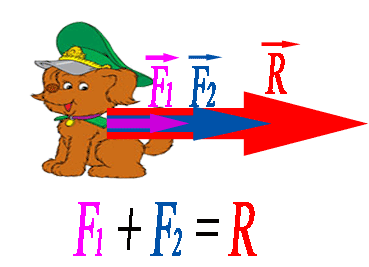 F₁ F₂ R
F₁ + F₂ = R